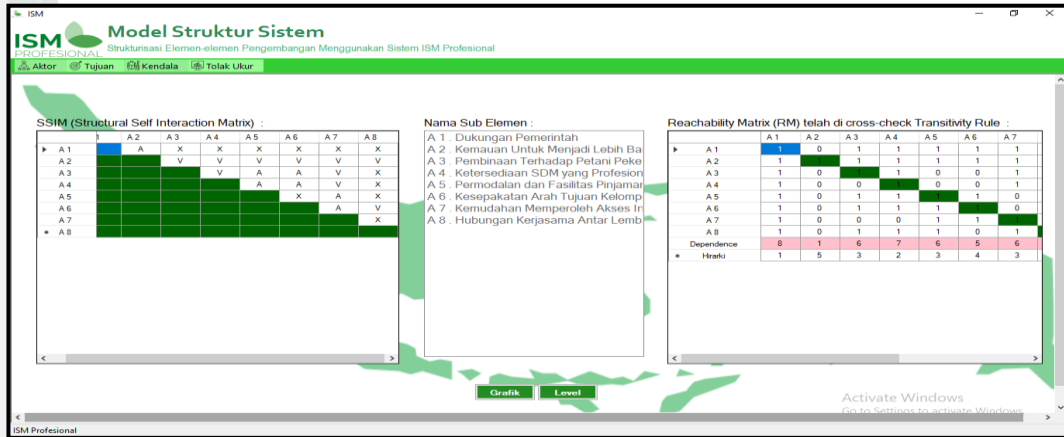 ISM
ISM PROFESIONAL
Model Struktur Sistem
Strukturisasi Elemen-elemen Pengembangan Menggunakan Sistem ISM Profesional
Aktor Tujuan Kendala Tolak Ukur
SSIM (Structural Self Interaction Matrix) :
1 A 2 A 3 A 4 A 5 A 6 A 7 A 8
A 1 A X X X X X X
A 2 V V V V V V
A 3 V A A V X
A 4 A A V X
A 5 X A X
A 6 A V
A 7 X
A 8
Nama Sub Elemen :
A 1 . Dukungan Pemerintah
A 2 . Kemauan Untuk Menjadi Lebih Ba
A 3 . Pembinaan Terhadap Petani Peke
A 4 . Ketersediaan SDM yang Profesion
A 5 . Permodalan dan Fasilitas Pinjamar
A 6 . Kesepakatan Arah Tujuan Kelomp
A 7 . Kemudahan Memperoleh Akses In
A 8 . Hubungan Kerjasama Antar Lemb
Reachability Matrix (RM) telah di cross-check Transitivity Rule :
A 1 A 2 A 3 A 4 A 5 A 6 A 7
A 1 1 0 1 1 1 1 1
A 2 1 1 1 1 1 1 1
A 3 1 0 1 1 0 0 1
A 4 1 0 0 1 0 0 1
A 5 1 0 1 1 1 1 0
A 6 1 0 1 1 1 1 0
A 7 1 0 0 0 1 1 1
A 8 1 0 1 1 1 0 1
Dependence 8 1 6 7 6 5 6
Hirarki 1 5 3 2 3 4 3
Grafik Level
Activate Windows
Go to Settings to activate Windows.
ISM Profesional